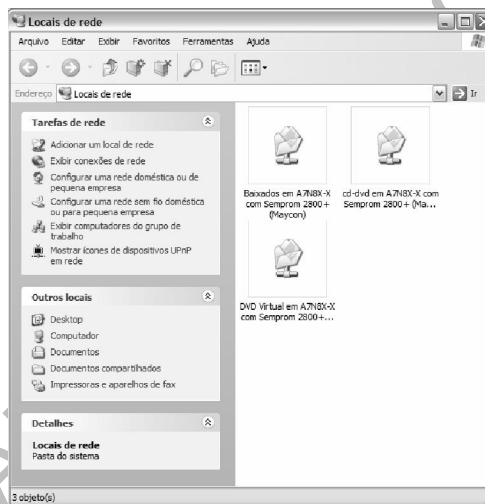 Locais de rede
Arquivo Editar Exibir Favoritos Ferramentas Ajuda
Endereço Locais de rede Ir
Tarefas de rede
Adicionar um local de rede
Exibir conexões de rede
Configurar uma rede doméstica ou de
pequena empresa
Configurar uma rede sem fio doméstica
ou para pequena empresa
Exibir computadores do grupo de
trabalho
Mostrar ícones de dispositivos UPnP
em rede
Outros locais
Desktop
Computador
Documentos
Documentos compartilhados
Impressoras e aparelhos de fax
Detalhes
Locais de rede
Pasta do sistema
Baixados em A7N8X-X
com Semprom 2800+
(Maycon)
cd-dvd em A7N8X-X com
Semprom 2800+ (Ma...
DVD Virtual em A7N8X-X
com Semprom 2800+...
3 objeto(s)